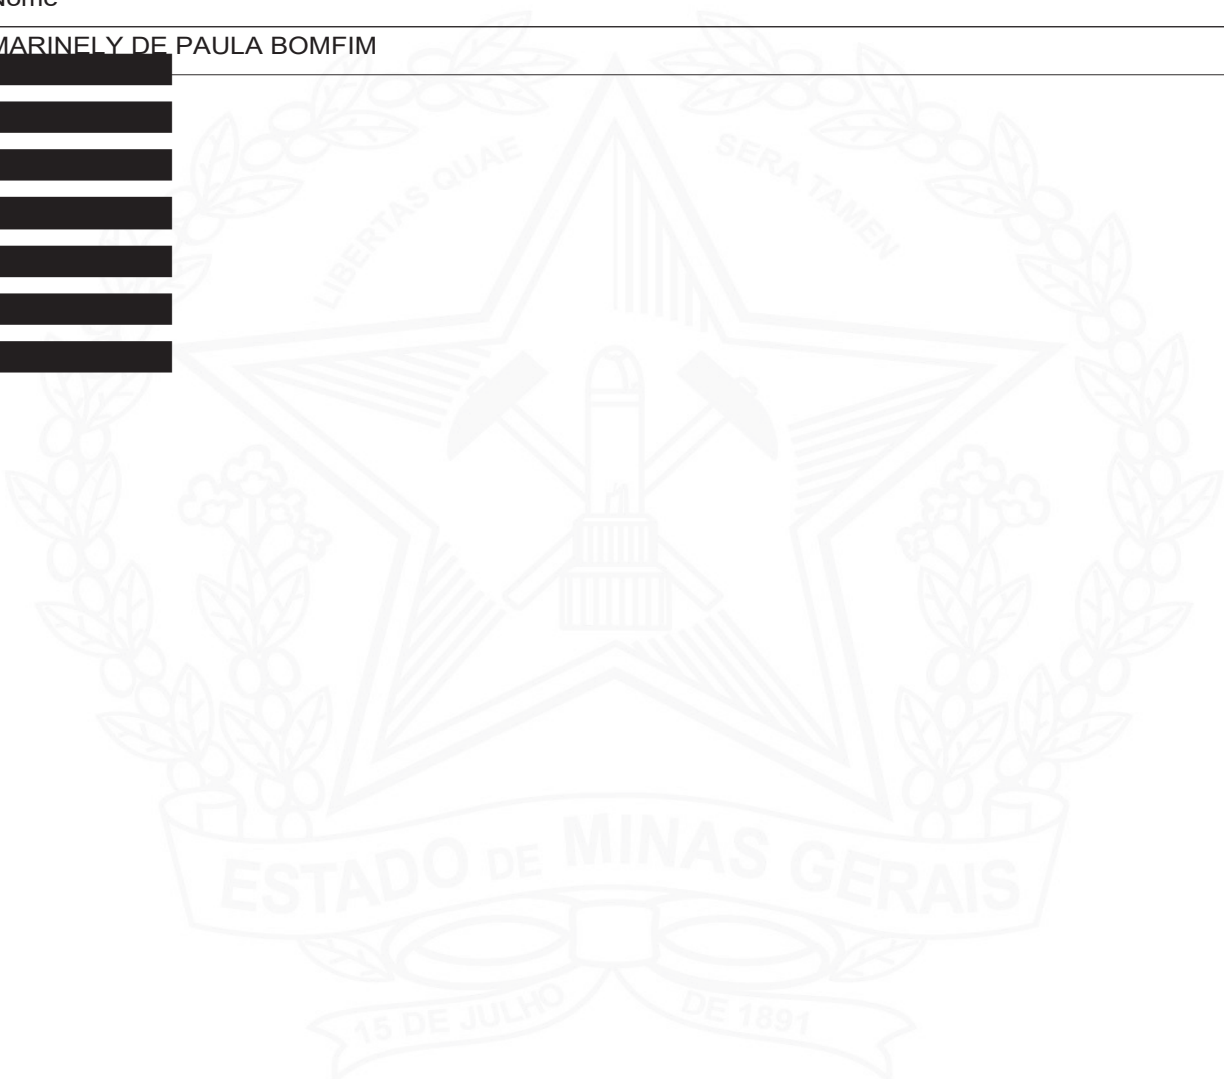 Nome
MARINELY DE PAULA BOMFIM
LIBERTAS QUAE SERA TAMEN
ESTADO DE MINAS GERAIS
15 DE JULHO DE 1891